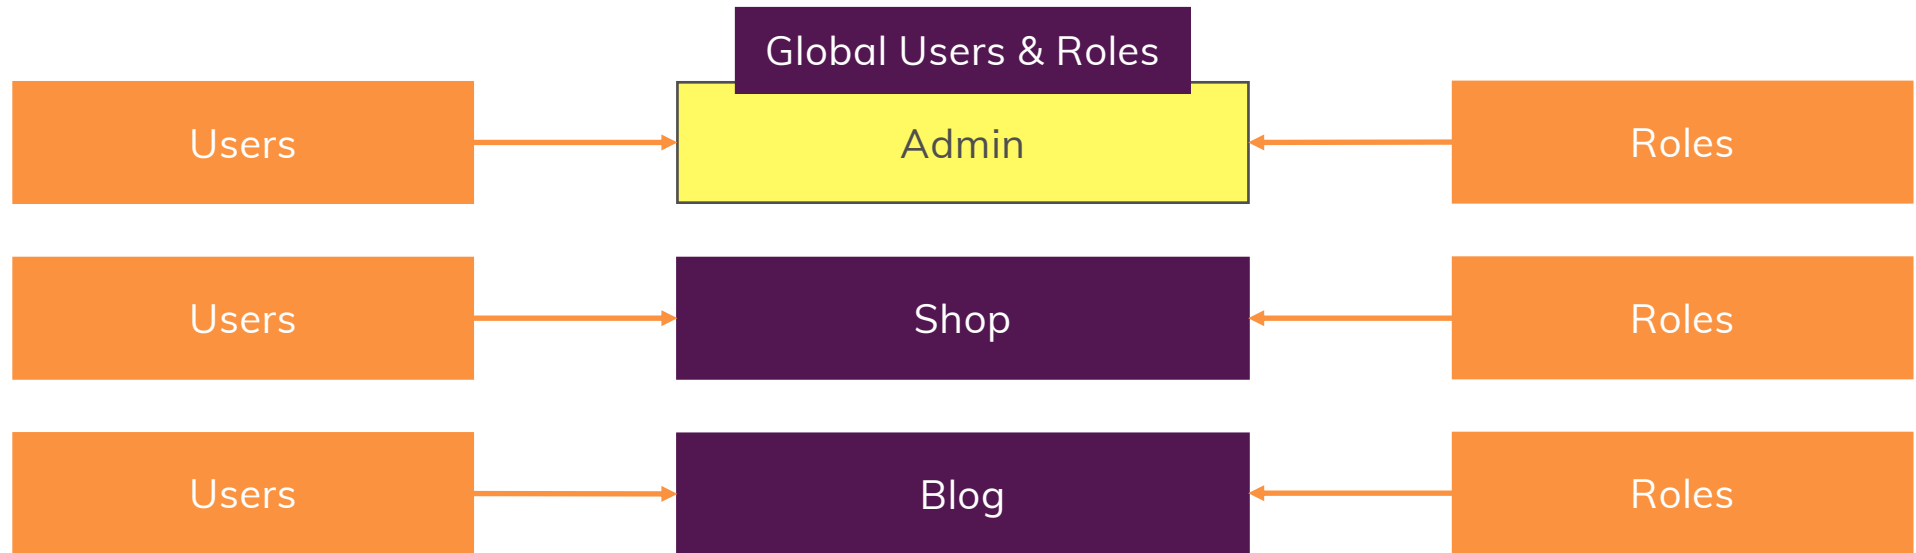 Global Users & Roles
Users
Admin
Roles
Users
Shop
Roles
Users
Blog
Roles